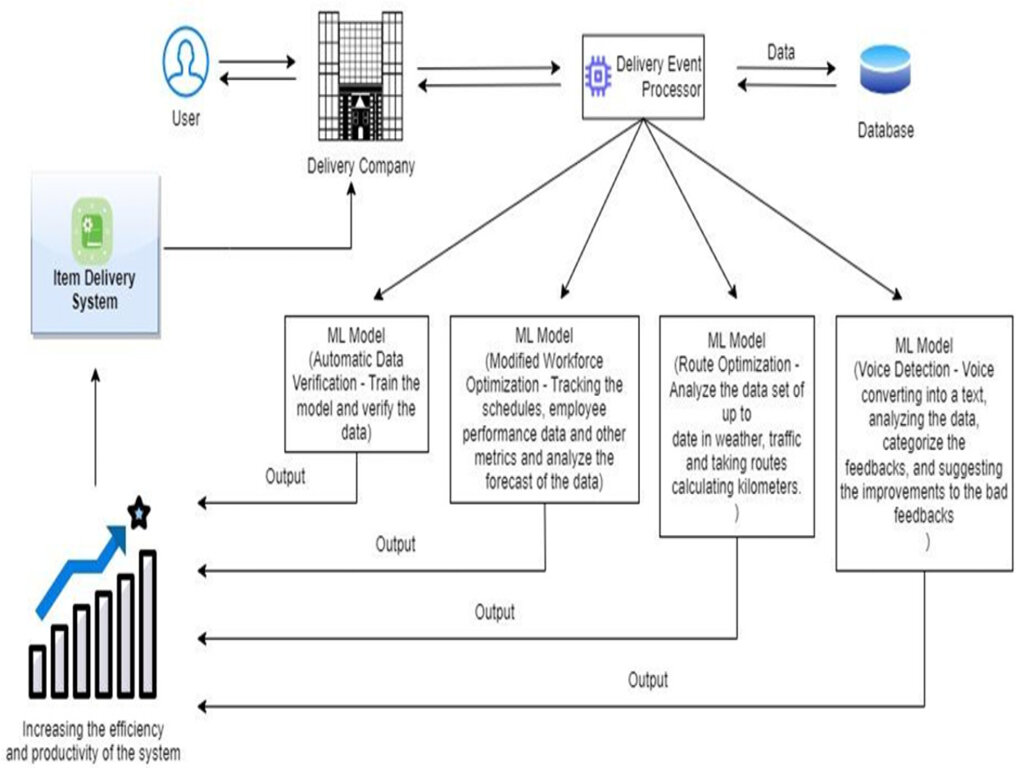 User
Delivery Company
Delivery Event
Processor
Data
Database
Item Delivery
System
ML Model
(Automatic Data
Verification - Train the
model and verify the
data)
ML Model
(Modified Workforce
Optimization - Tracking the
schedules, employee
performance data and other
metrics and analyze the
forecast of the data)
ML Model
(Route Optimization -
Analyze the data set of
up to
date in weather, traffic
and taking routes
calculating kilometers.
)
ML Model
(Voice Detection - Voice
converting into a text,
analyzing the data,
categorize the
feedbacks, and suggesting
the improvements to the bad
feedbacks
)
Output
Output
Output
Output
Increasing the efficiency
and productivity of the system